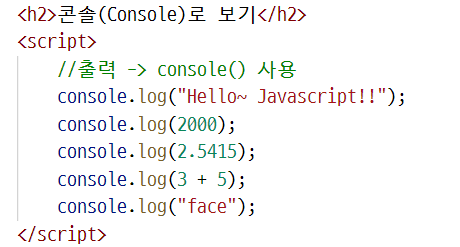 <h2>콘솔(Console)로 보기</h2>
<script>
//출력 -> console() 사용
console.log("Hello~ Javascript!!");
console.log(2000);
console.log(2.5415);
console.log(3 + 5);
console.log("face");
</script>